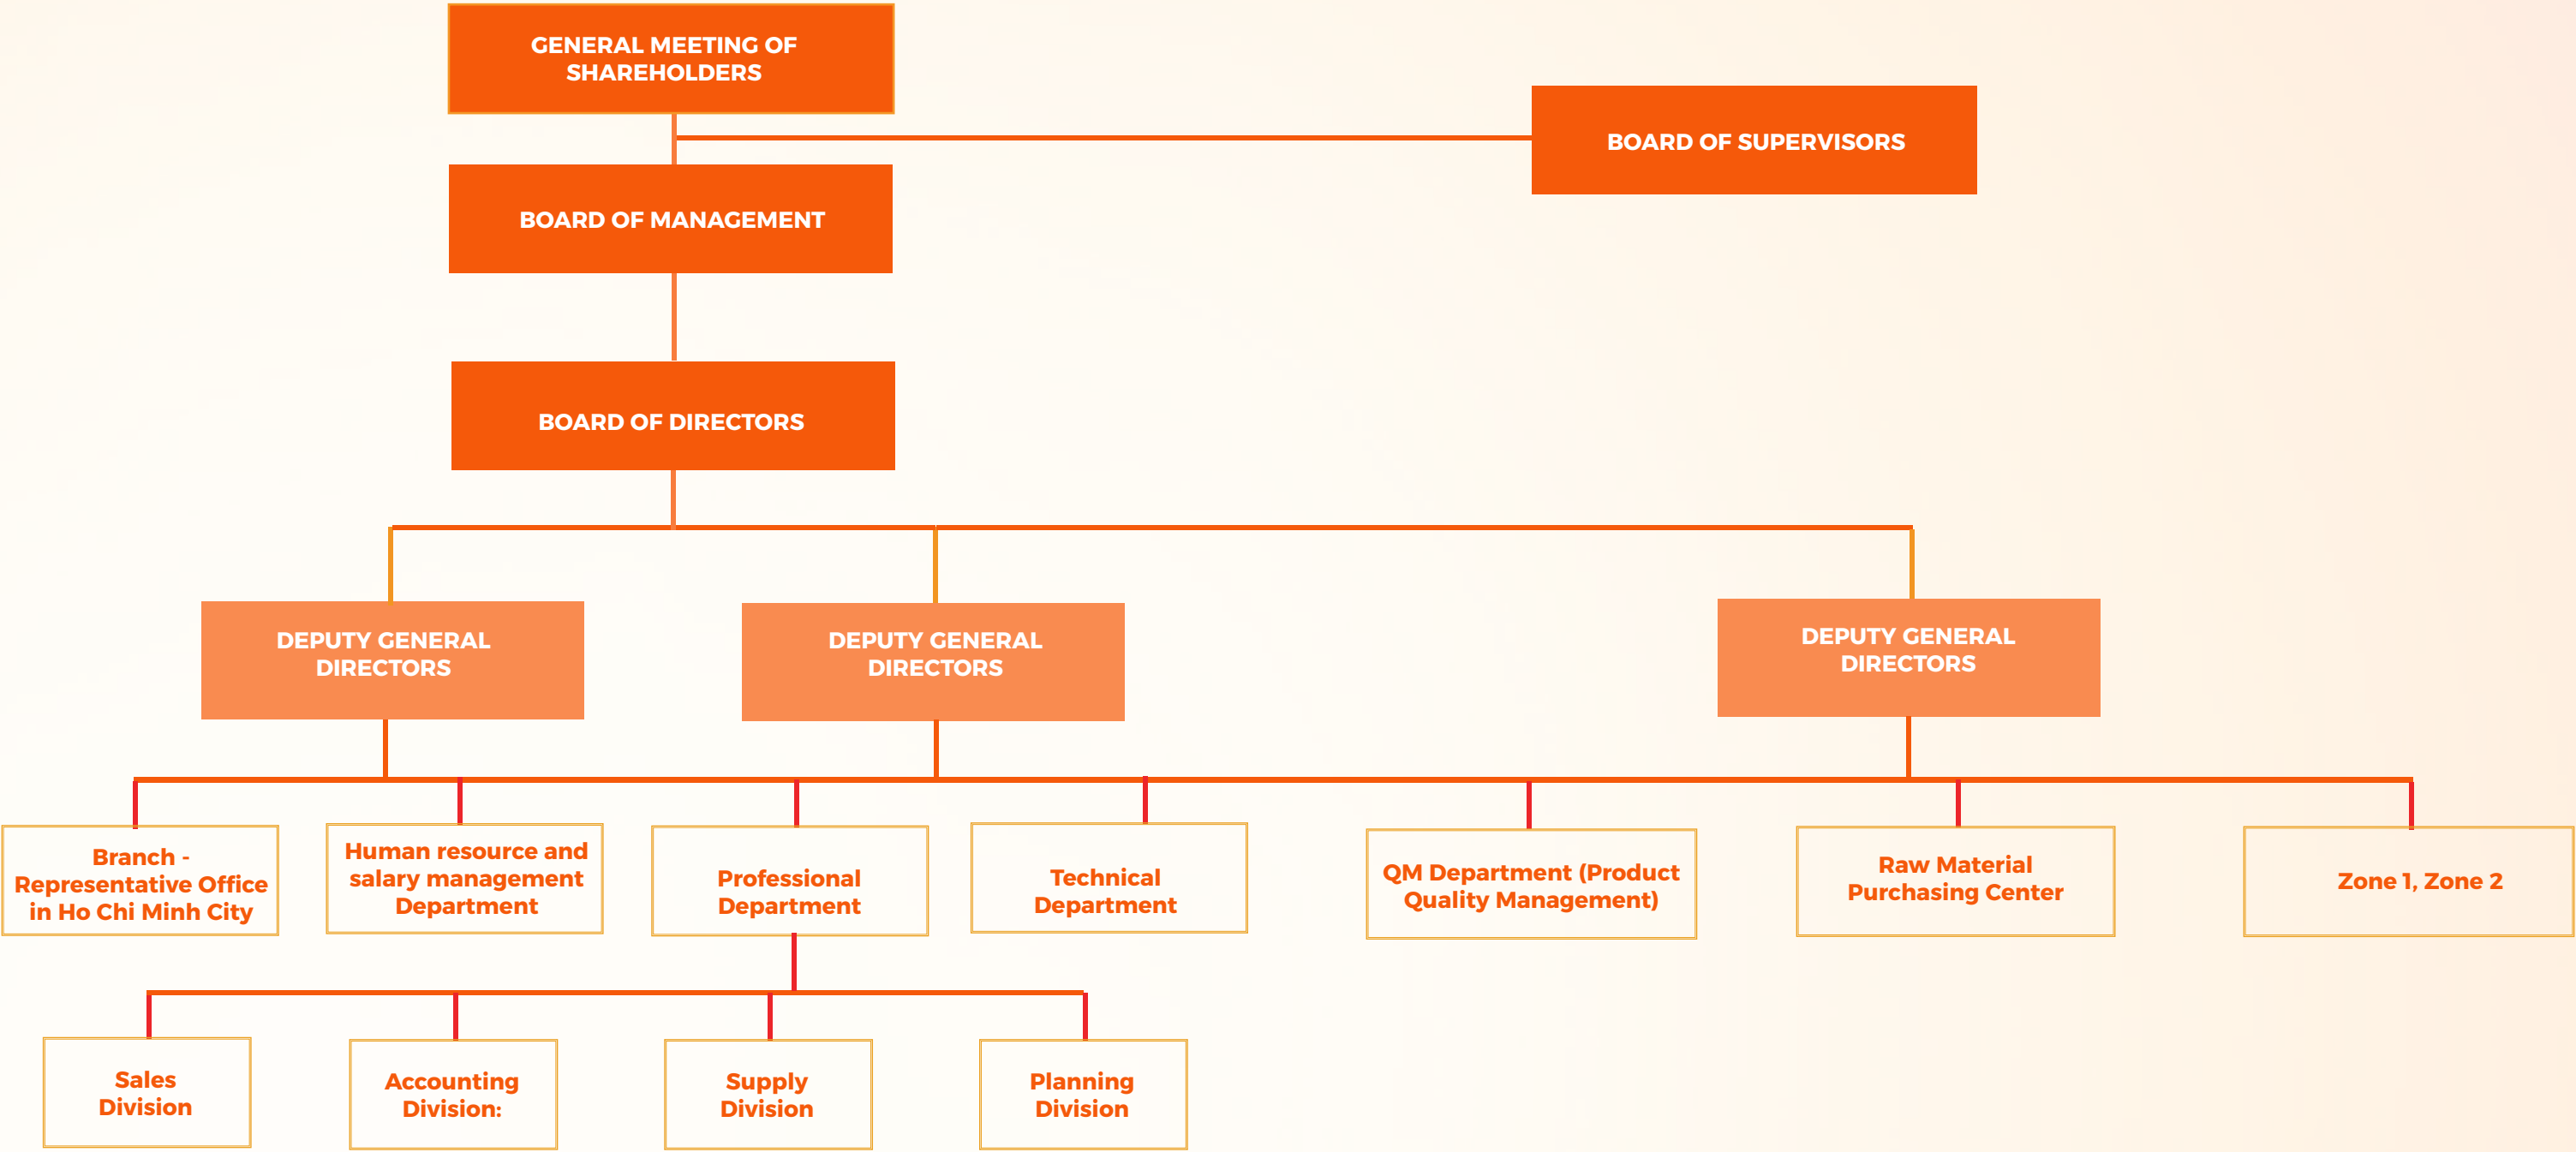 GENERAL MEETING OF
SHAREHOLDERS
BOARD OF SUPERVISORS
BOARD OF MANAGEMENT
BOARD OF DIRECTORS
DEPUTY GENERAL
DIRECTORS
DEPUTY GENERAL
DIRECTORS
DEPUTY GENERAL
DIRECTORS
Branch -
Representative Office
in Ho Chi Minh City
Human resource and
salary management
Department
Professional
Department
Technical
Department
QM Department (Product
Quality Management)
Raw Material
Purchasing Center
Zone 1, Zone 2
Sales
Division
Accounting
Division:
Supply
Division
Planning
Division